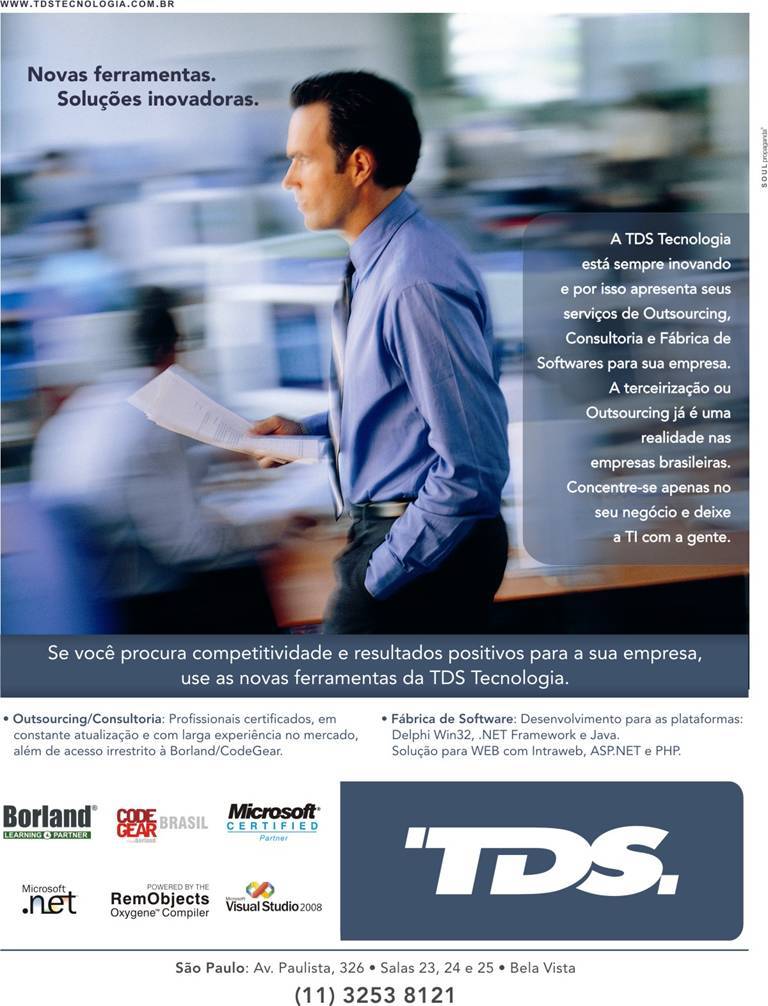 WWW.TDSTECNOLOGIA.COM.BR
Novas ferramentas.
Soluções inovadoras.
SOUL propaganda
A TDS Tecnologia
está sempre inovando
e por isso apresenta seus
serviços de Outsourcing,
Consultoria e Fábrica de
Softwares para sua empresa.
A terceirização ou
Outsourcing já é uma
realidade nas
empresas brasileiras.
Concentre-se apenas no
seu negócio e deixe
a TI com a gente.
Se você procura competitividade e resultados positivos para a sua empresa,
use as novas ferramentas da TDS Tecnologia.
• Outsourcing/Consultoria: Profissionais certificados, em
constante atualização e com larga experiência no mercado,
além de acesso irrestrito à Borland/CodeGear.
• Fábrica de Software: Desenvolvimento para as plataformas:
Delphi Win32, .NET Framework e Java.
Solução para WEB com Intraweb, ASP.NET e PHP.
Borland®
LEARNING PARTNER
CODE
GEAR BRASIL
Microsoft®
CERTIFIED
Partner
Microsoft
.net
POWERED BY THE
RemObjects
Oxygene™ Compiler
Microsoft
Visual Studio 2008
TDS.
São Paulo: Av. Paulista, 326 • Salas 23, 24 e 25 • Bela Vista
(11) 3253 8121